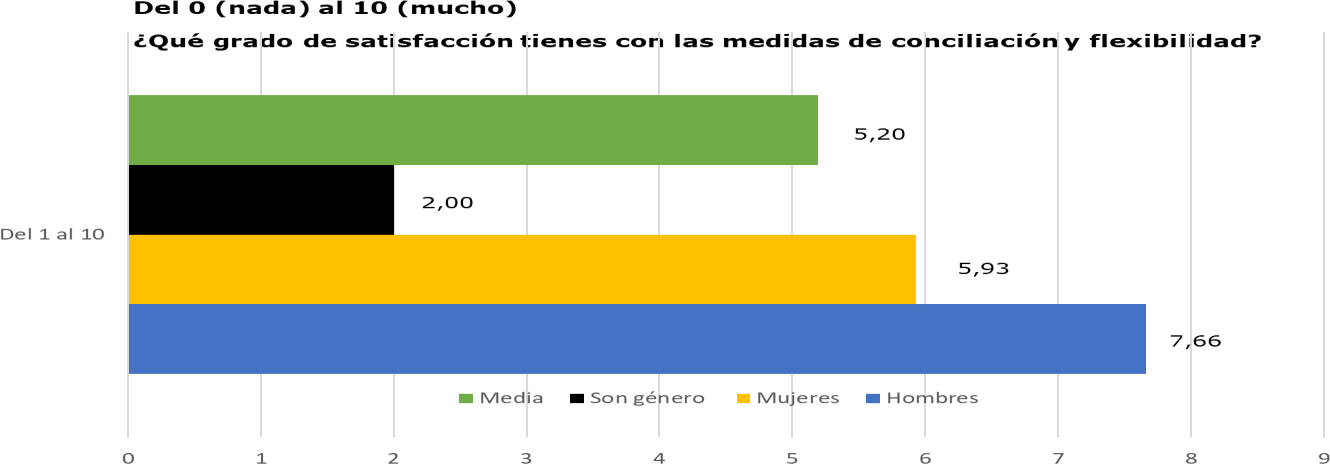 Del 0 (nada) al 10 (mucho)
¿Qué grado de satisfacción tienes con las medidas de conciliación y flexibilidad?
5,20
2,00
Del 1 al 10
5,93
7,66
Media Son género Mujeres Hombres
0 1 2 3 4 5 6 7 8 9